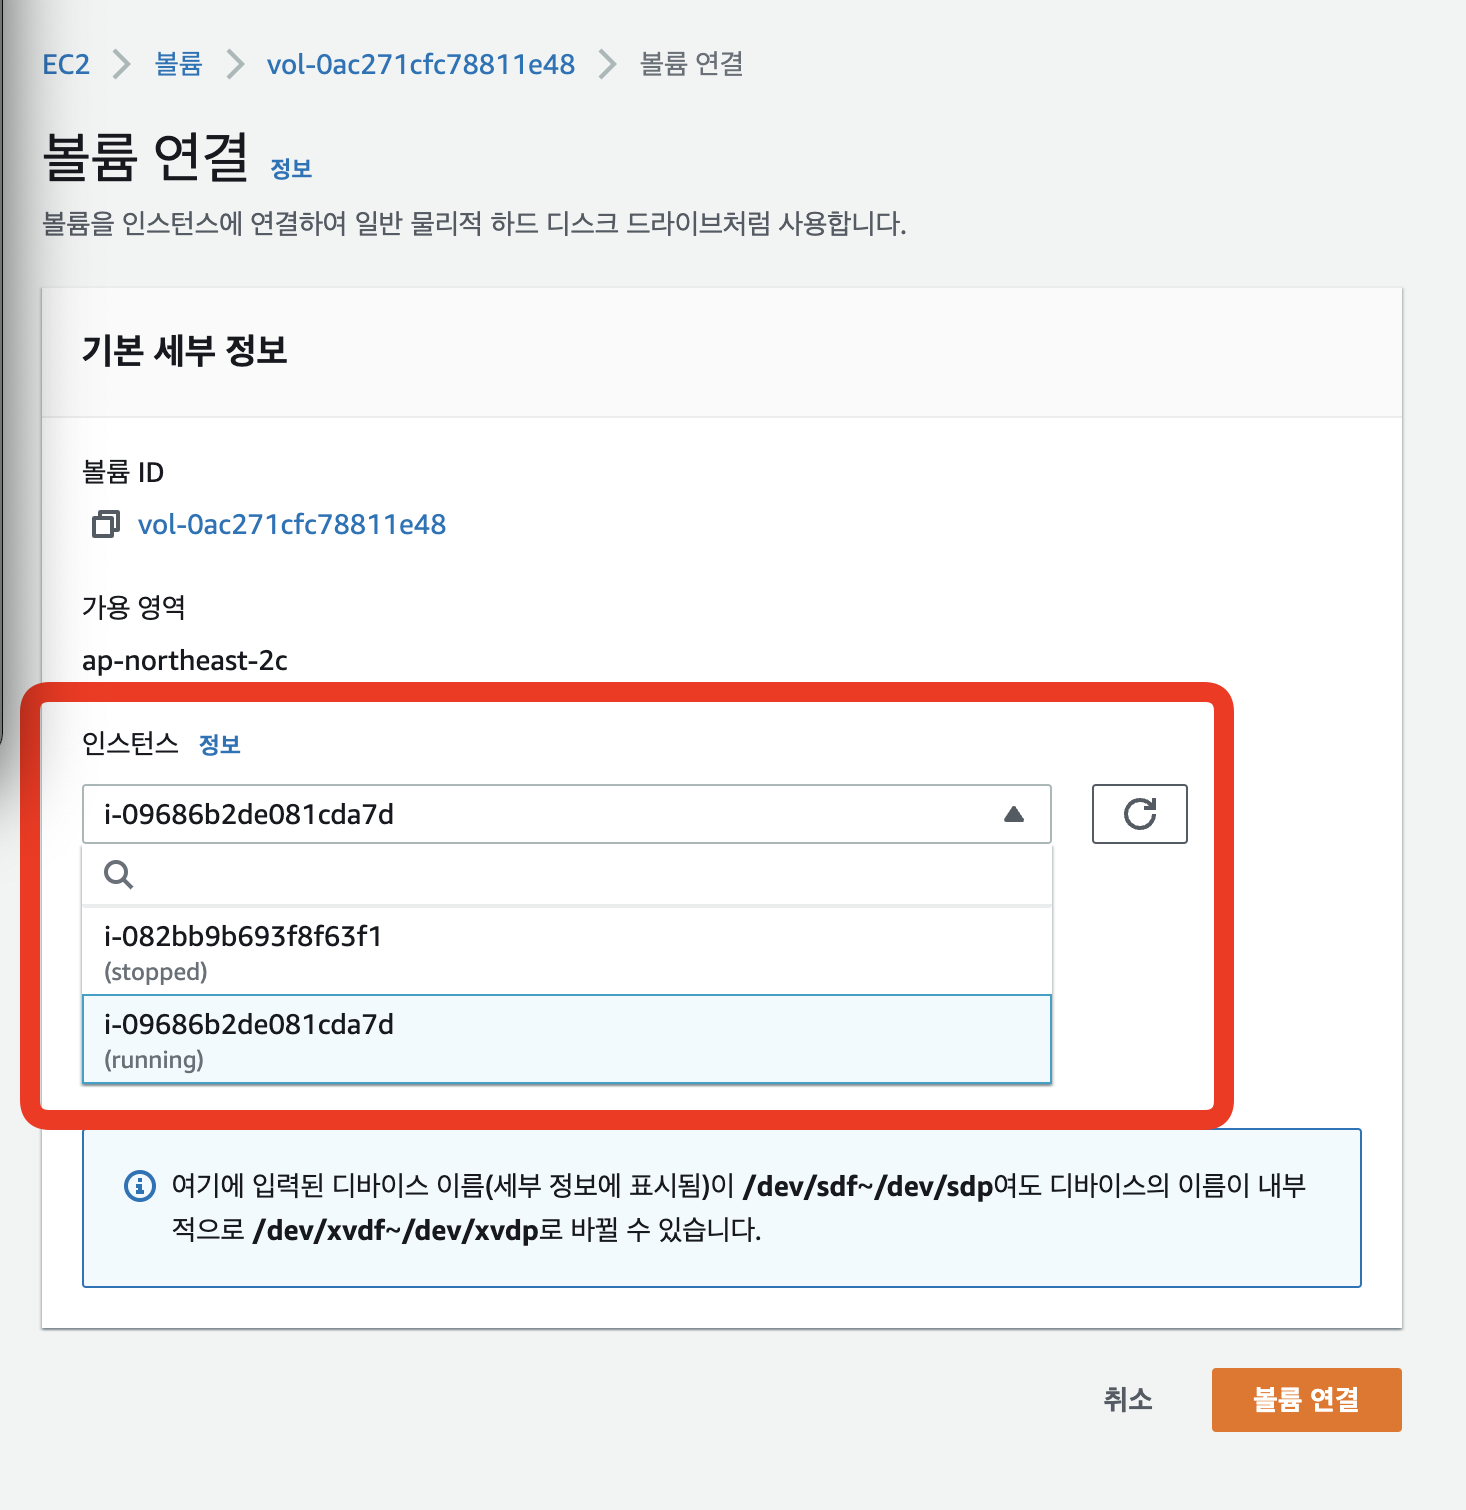 EC2 > 볼륨 > vol-0ac271cfc78811e48 > 볼륨 연결
볼륨 연결 정보
볼륨을 인스턴스에 연결하여 일반 물리적 하드 디스크 드라이브처럼 사용합니다.
기본 세부 정보
볼륨 ID
vol-0ac271cfc78811e48
가용 영역
ap-northeast-2c
인스턴스 정보
i-09686b2de081cda7d
i-082bb9b693f8f63f1
(stopped)
i-09686b2de081cda7d
(running)
여기에 입력된 디바이스 이름(세부 정보에 표시됨)이 /dev/sdf~/dev/sdp여도 디바이스의 이름이 내부
적으로 /dev/xvdf~/dev/xvdp로 바뀔 수 있습니다.
취소 볼륨 연결